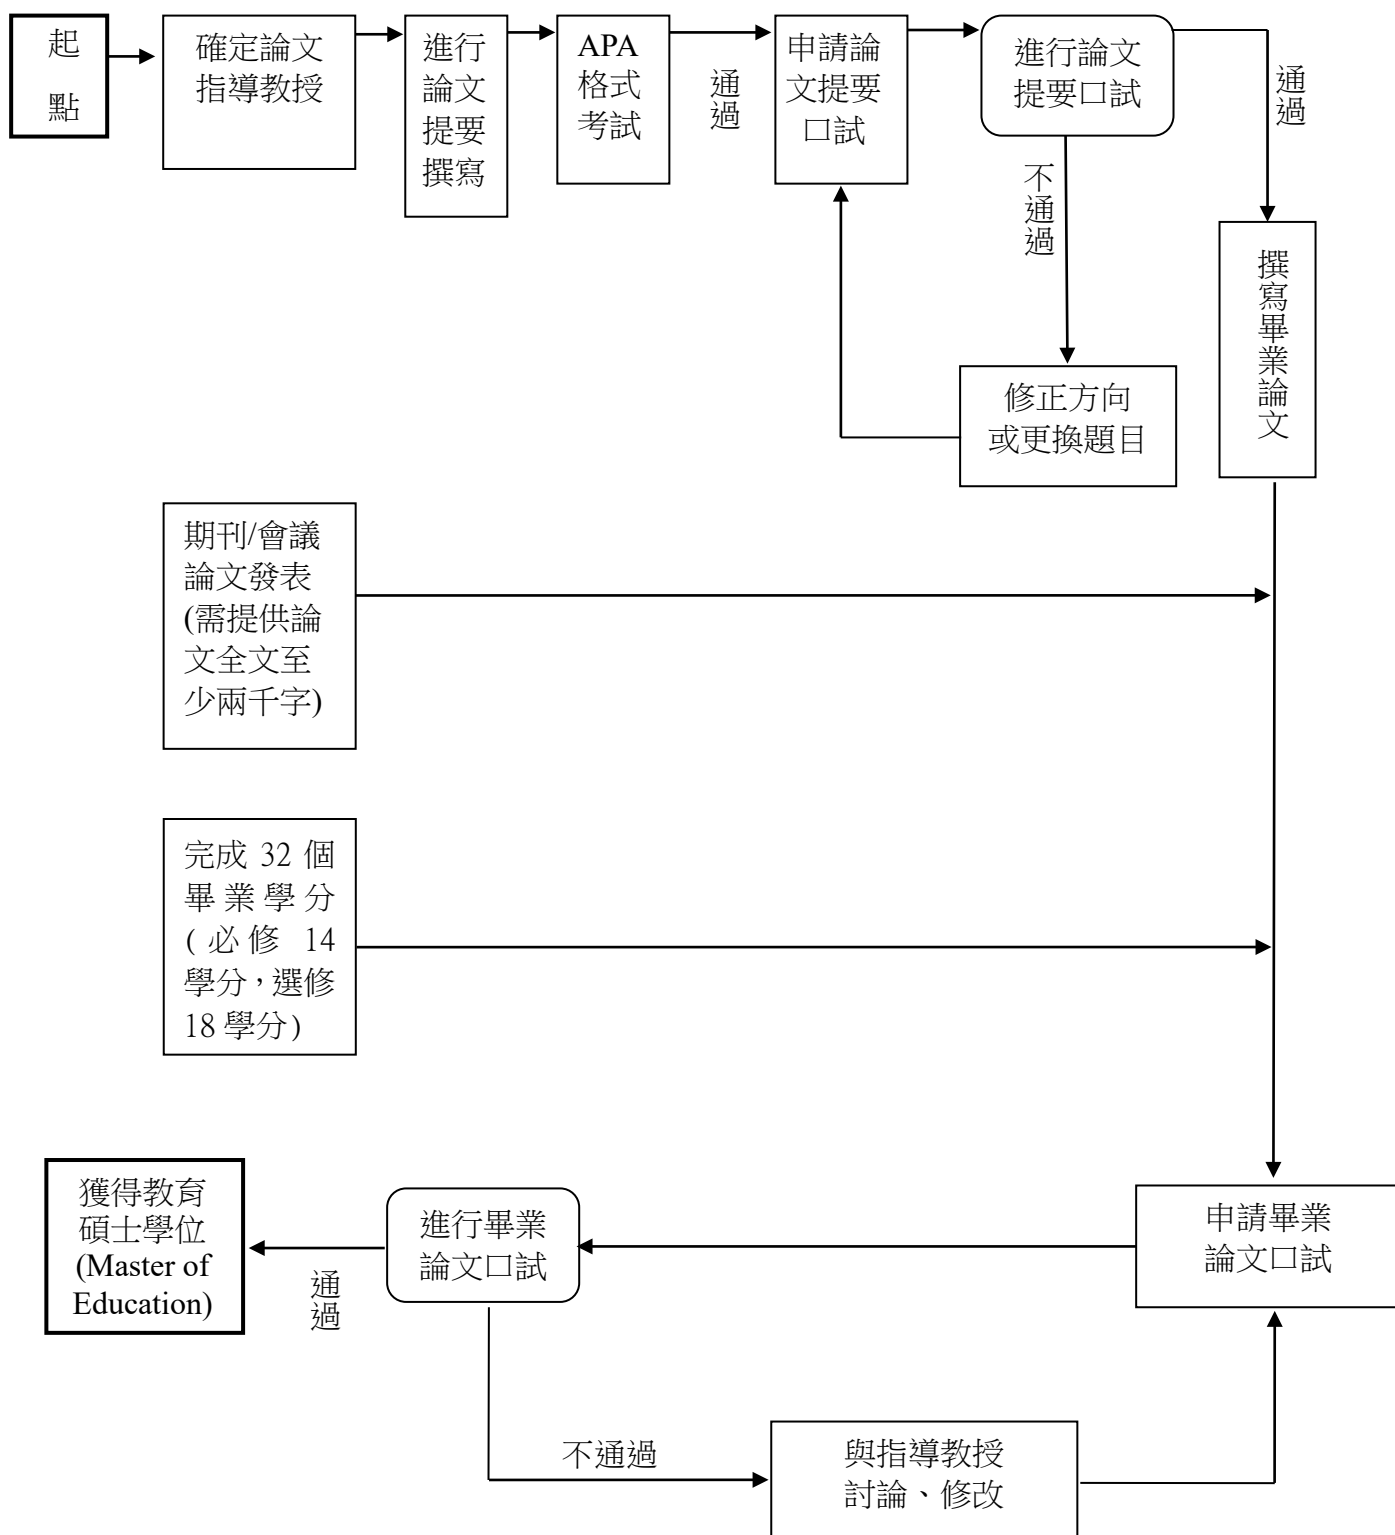 起
點
確定論文
指導教授
進行
論文
提要
撰寫
APA
格式
考試
通過
申請論
文提要
口試
進行論文
提要口試
通過
不通過
撰寫畢業論文
修正方向
或更換題目
期刊/會議
論文發表
(需提供論
文全文至
少兩千字)
完成 32 個
畢業學分
(必修 14
學分，選修
18 學分)
獲得教育
碩士學位
(Master of
Education)
通過
進行畢業
論文口試
申請畢業
論文口試
不通過
與指導教授
討論、修改